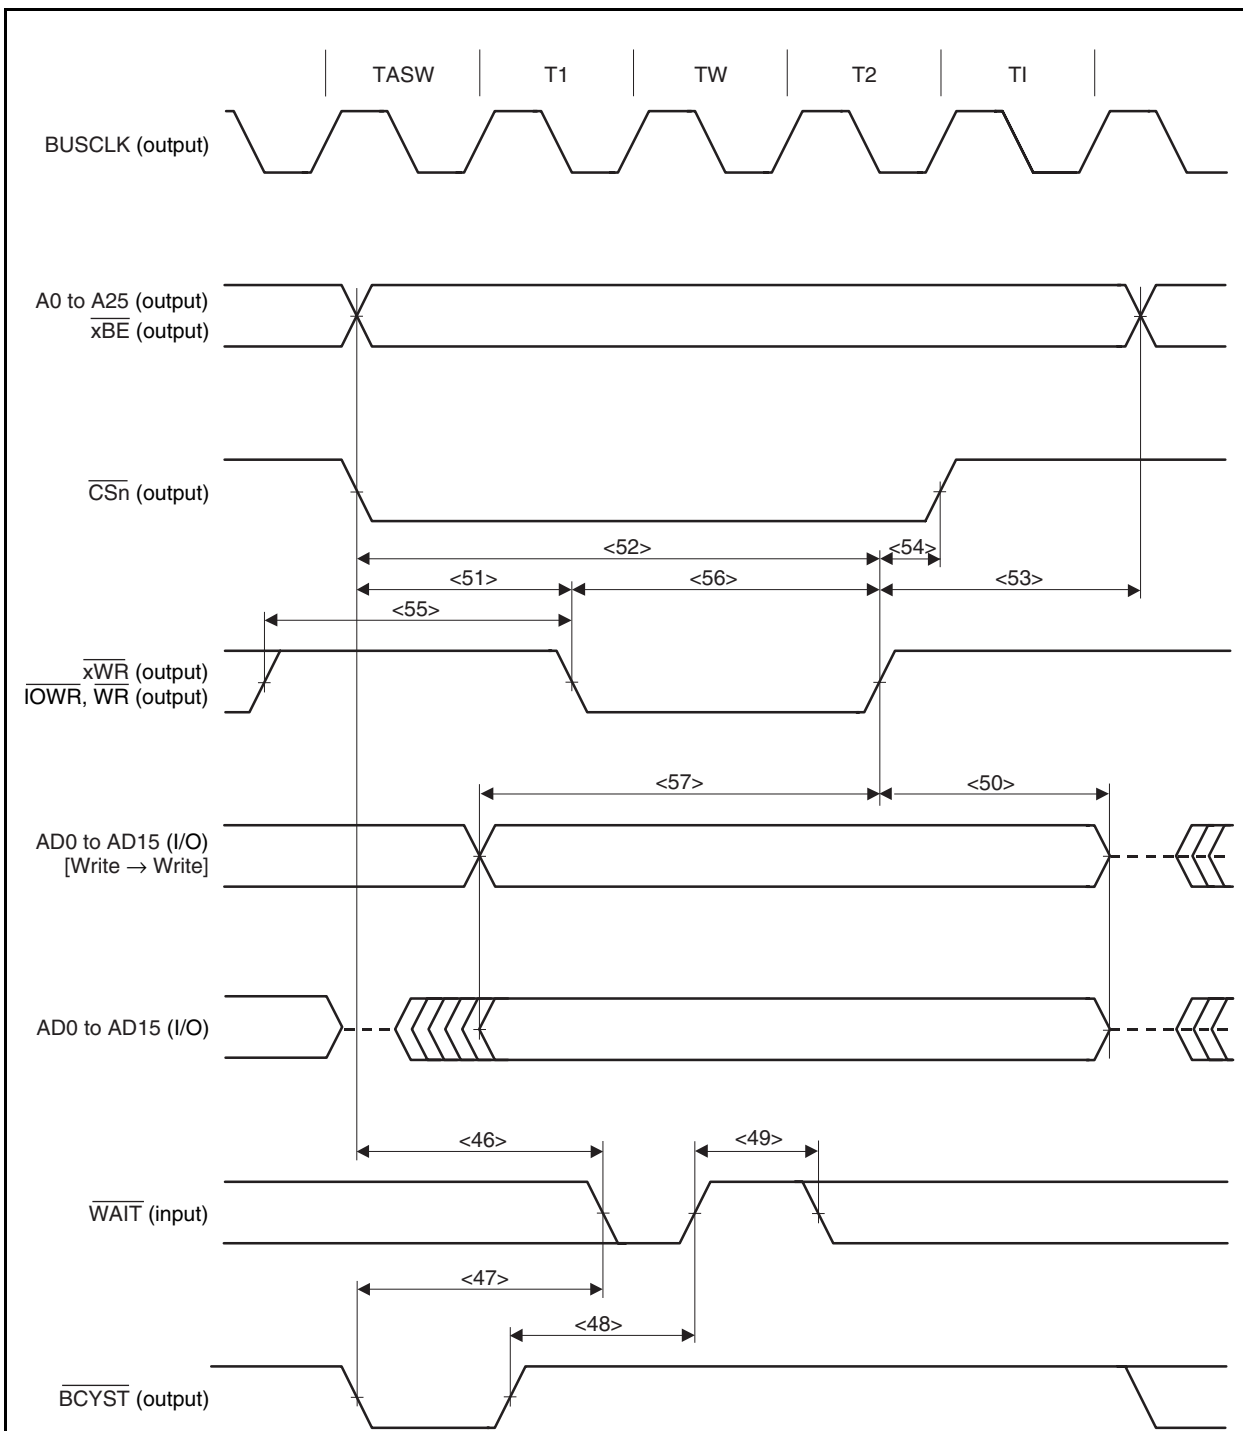 TASW T1 TW T2 TI
BUSCLK (output)
A0 to A25 (output)
xBE (output)
CSn (output)
<52> <54>
<51> <56> <53>
<55>
xWR (output)
IOWR, WR (output)
<57> <50>
AD0 to AD15 (I/O)
[Write → Write]
AD0 to AD15 (I/O)
<46> <49>
WAIT (input)
<47>
<48>
BCYST (output)